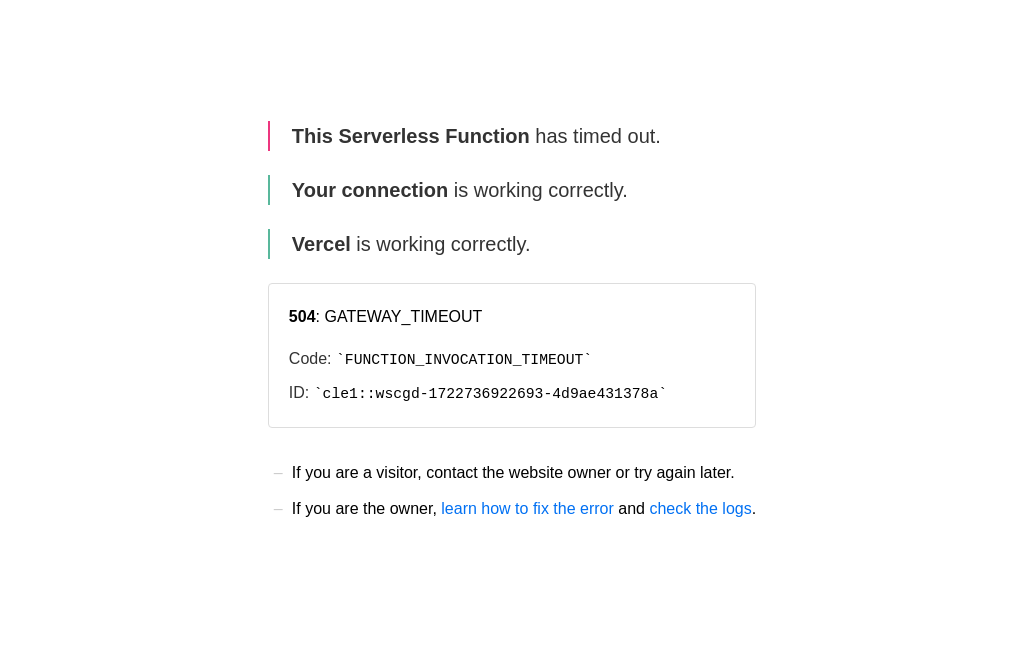 This Serverless Function has timed out.
Your connection is working correctly.
Vercel is working correctly.
504: GATEWAY_TIMEOUT
Code: `FUNCTION_INVOCATION_TIMEOUT`
ID: `cle1::wscgd-1722736922693-4d9ae431378a`
– If you are a visitor, contact the website owner or try again later.
– If you are the owner, learn how to fix the error and check the logs.